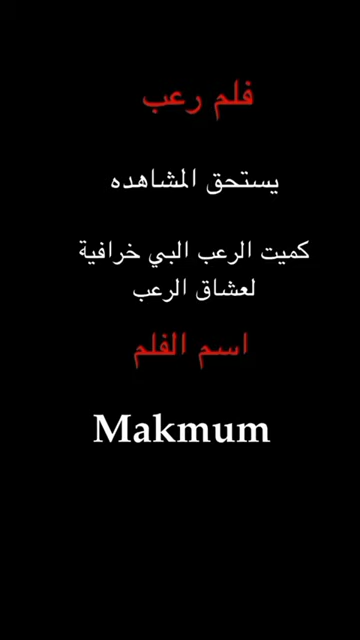 فلم رعب
يستحق المشاهده
كميت الرعب البي خرافية
لعشاق الرعب
اسم الفلم
Makmum